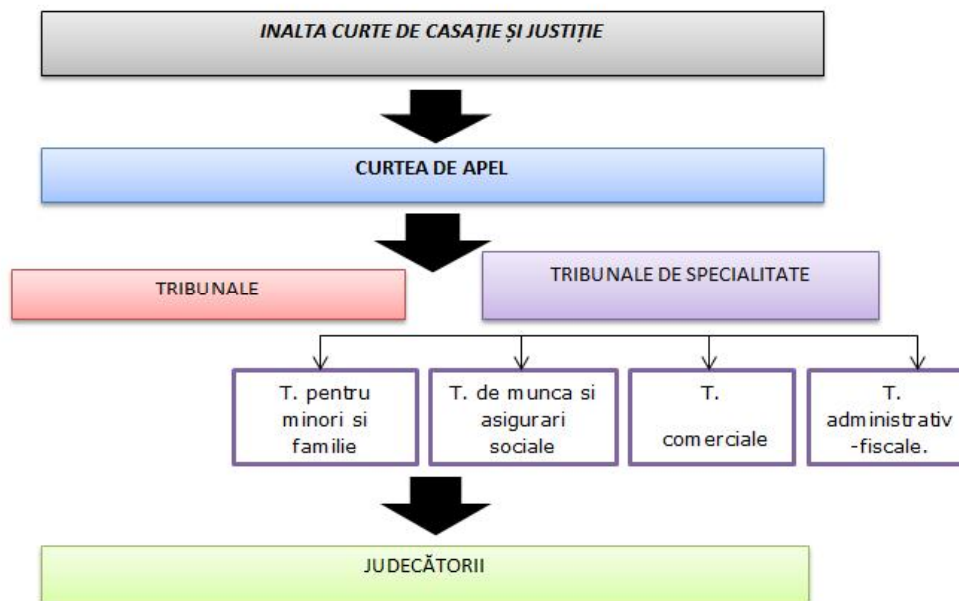 INALTA CURTE DE CASAȚIE ȘI JUSTIȚIE
CURTEA DE APEL
TRIBUNALE
TRIBUNALE DE SPECIALITATE
T. pentru
minori si
familie
T. de munca si
asigurari
sociale
T.
comerciale
T.
administrativ
-fiscale.
JUDECĂTORII